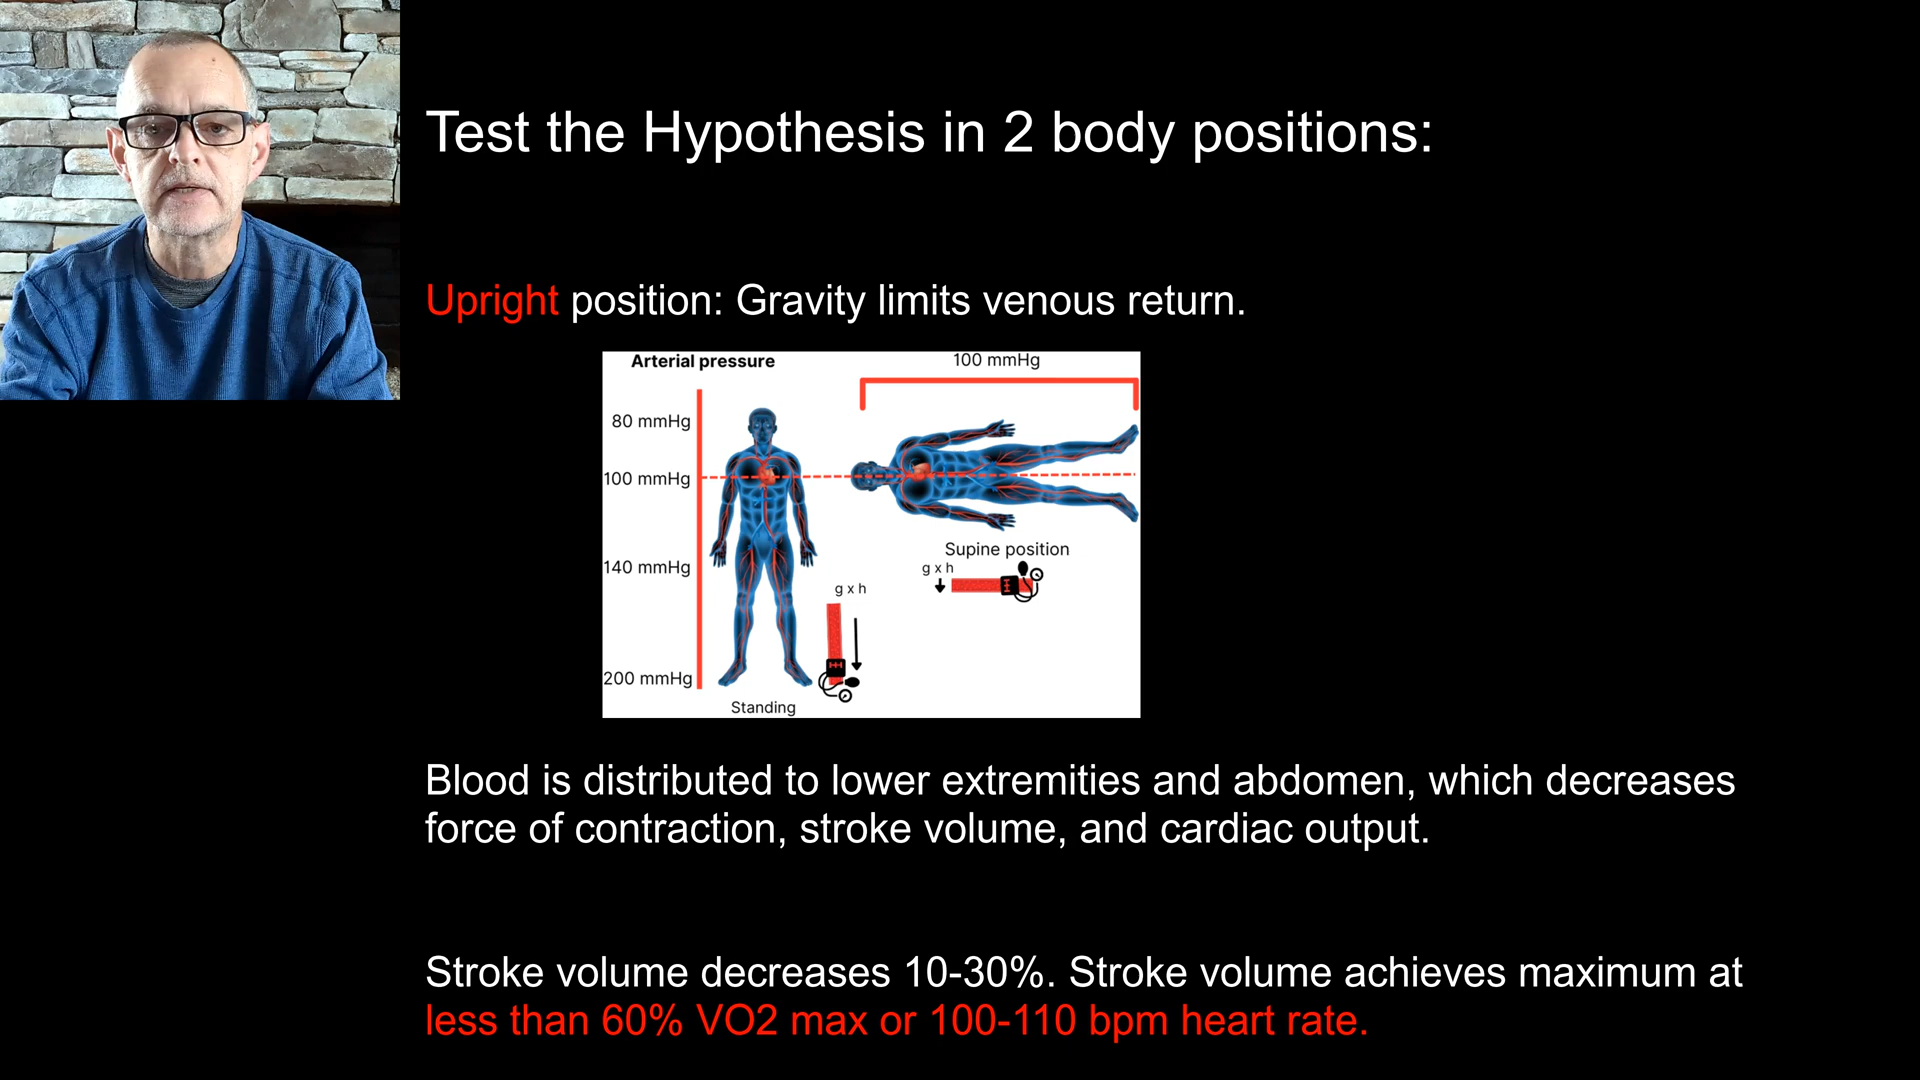 Test the Hypothesis in 2 body positions:
Upright position: Gravity limits venous return.
Arterial pressure
100 mmHg
80 mmHg
100 mmHg
140 mmHg
200 mmHg
Standing
g x h
Supine position
g x h
Blood is distributed to lower extremities and abdomen, which decreases
force of contraction, stroke volume, and cardiac output.
Stroke volume decreases 10-30%. Stroke volume achieves maximum at
less than 60% VO2 max or 100-110 bpm heart rate.